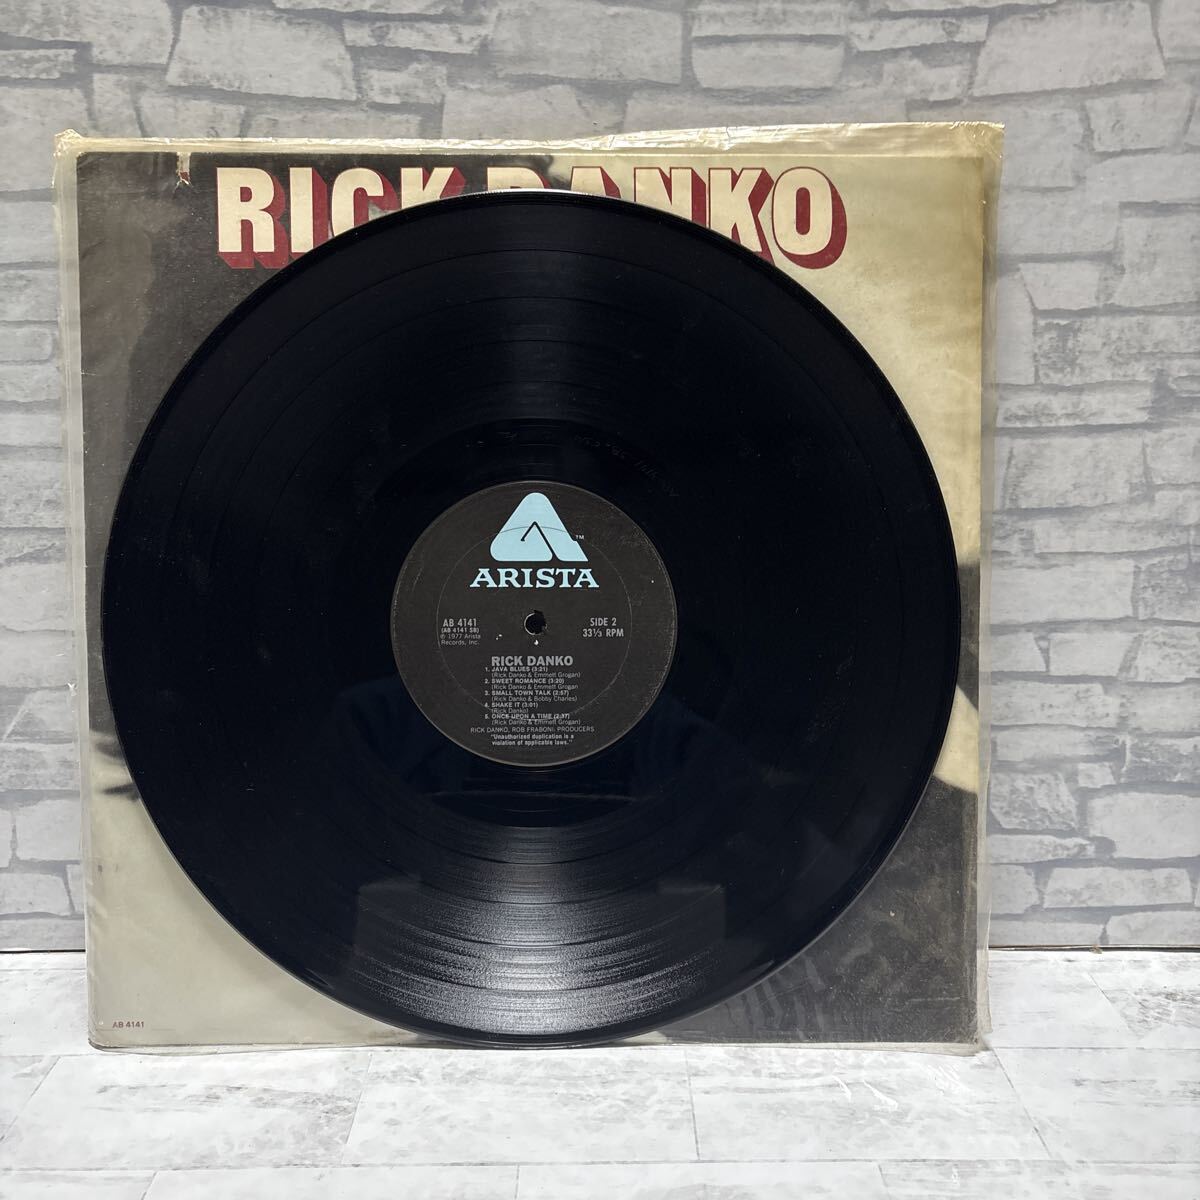 RICK DANKO
ARISTA
™
AB 4141
(AB 4141 SB)
℗ 1977 Arista
Records, Inc.
SIDE 2
33⅓ RPM
RICK DANKO
1. JAVA BLUES (3:21)
(Rick Danko & Emmett Grogan)
2. SWEET ROMANCE (3:20)
(Rick Danko & Emmett Grogan
3. SMALL TOWN TALK (2:57)
(Rick Danko & Bobby Charles)
4. SHAKE IT (3:01)
(Rick Danko)
5. ONCE UPON A TIME (2:37)
(Rick Danko & Emmett Grogan)
RICK DANKO, ROB FRABONI: PRODUCERS
"Unauthorized duplication is a
violation of applicable laws."
AB 4141